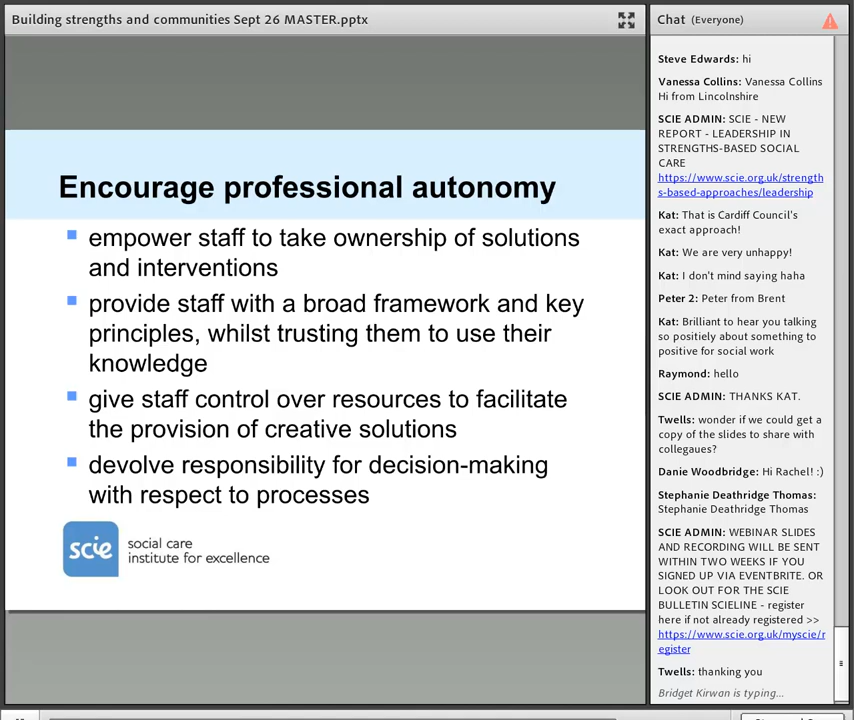 Building strengths and communities Sept 26 MASTER.pptx
Encourage professional autonomy
empower staff to take ownership of solutions
and interventions
provide staff with a broad framework and key
principles, whilst trusting them to use their
knowledge
give staff control over resources to facilitate
the provision of creative solutions
devolve responsibility for decision-making
with respect to processes
scie
social care
institute for excellence
Chat (Everyone)
Steve Edwards: hi
Vanessa Collins: Vanessa Collins
Hi from Lincolnshire
SCIE ADMIN: SCIE - NEW
REPORT - LEADERSHIP IN
STRENGTHS-BASED SOCIAL
CARE
https://www.scie.org.uk/strength
s-based-approaches/leadership
Kat: That is Cardiff Council's
exact approach!
Kat: We are very unhappy!
Kat: I don't mind saying haha
Peter 2: Peter from Brent
Kat: Brilliant to hear you talking
so positiely about something to
positive for social work
Raymond: hello
SCIE ADMIN: THANKS KAT.
Twells: wonder if we could get a
copy of the slides to share with
collegaues?
Danie Woodbridge: Hi Rachel! :)
Stephanie Deathridge Thomas:
Stephanie Deathridge Thomas
SCIE ADMIN: WEBINAR SLIDES
AND RECORDING WILL BE SENT
WITHIN TWO WEEKS IF YOU
SIGNED UP VIA EVENTBRITE. OR
LOOK OUT FOR THE SCIE
BULLETIN SCIELINE - register
here if not already registered >>
https://www.scie.org.uk/myscie/r
egister
Twells: thanking you
Bridget Kirwan is typing...